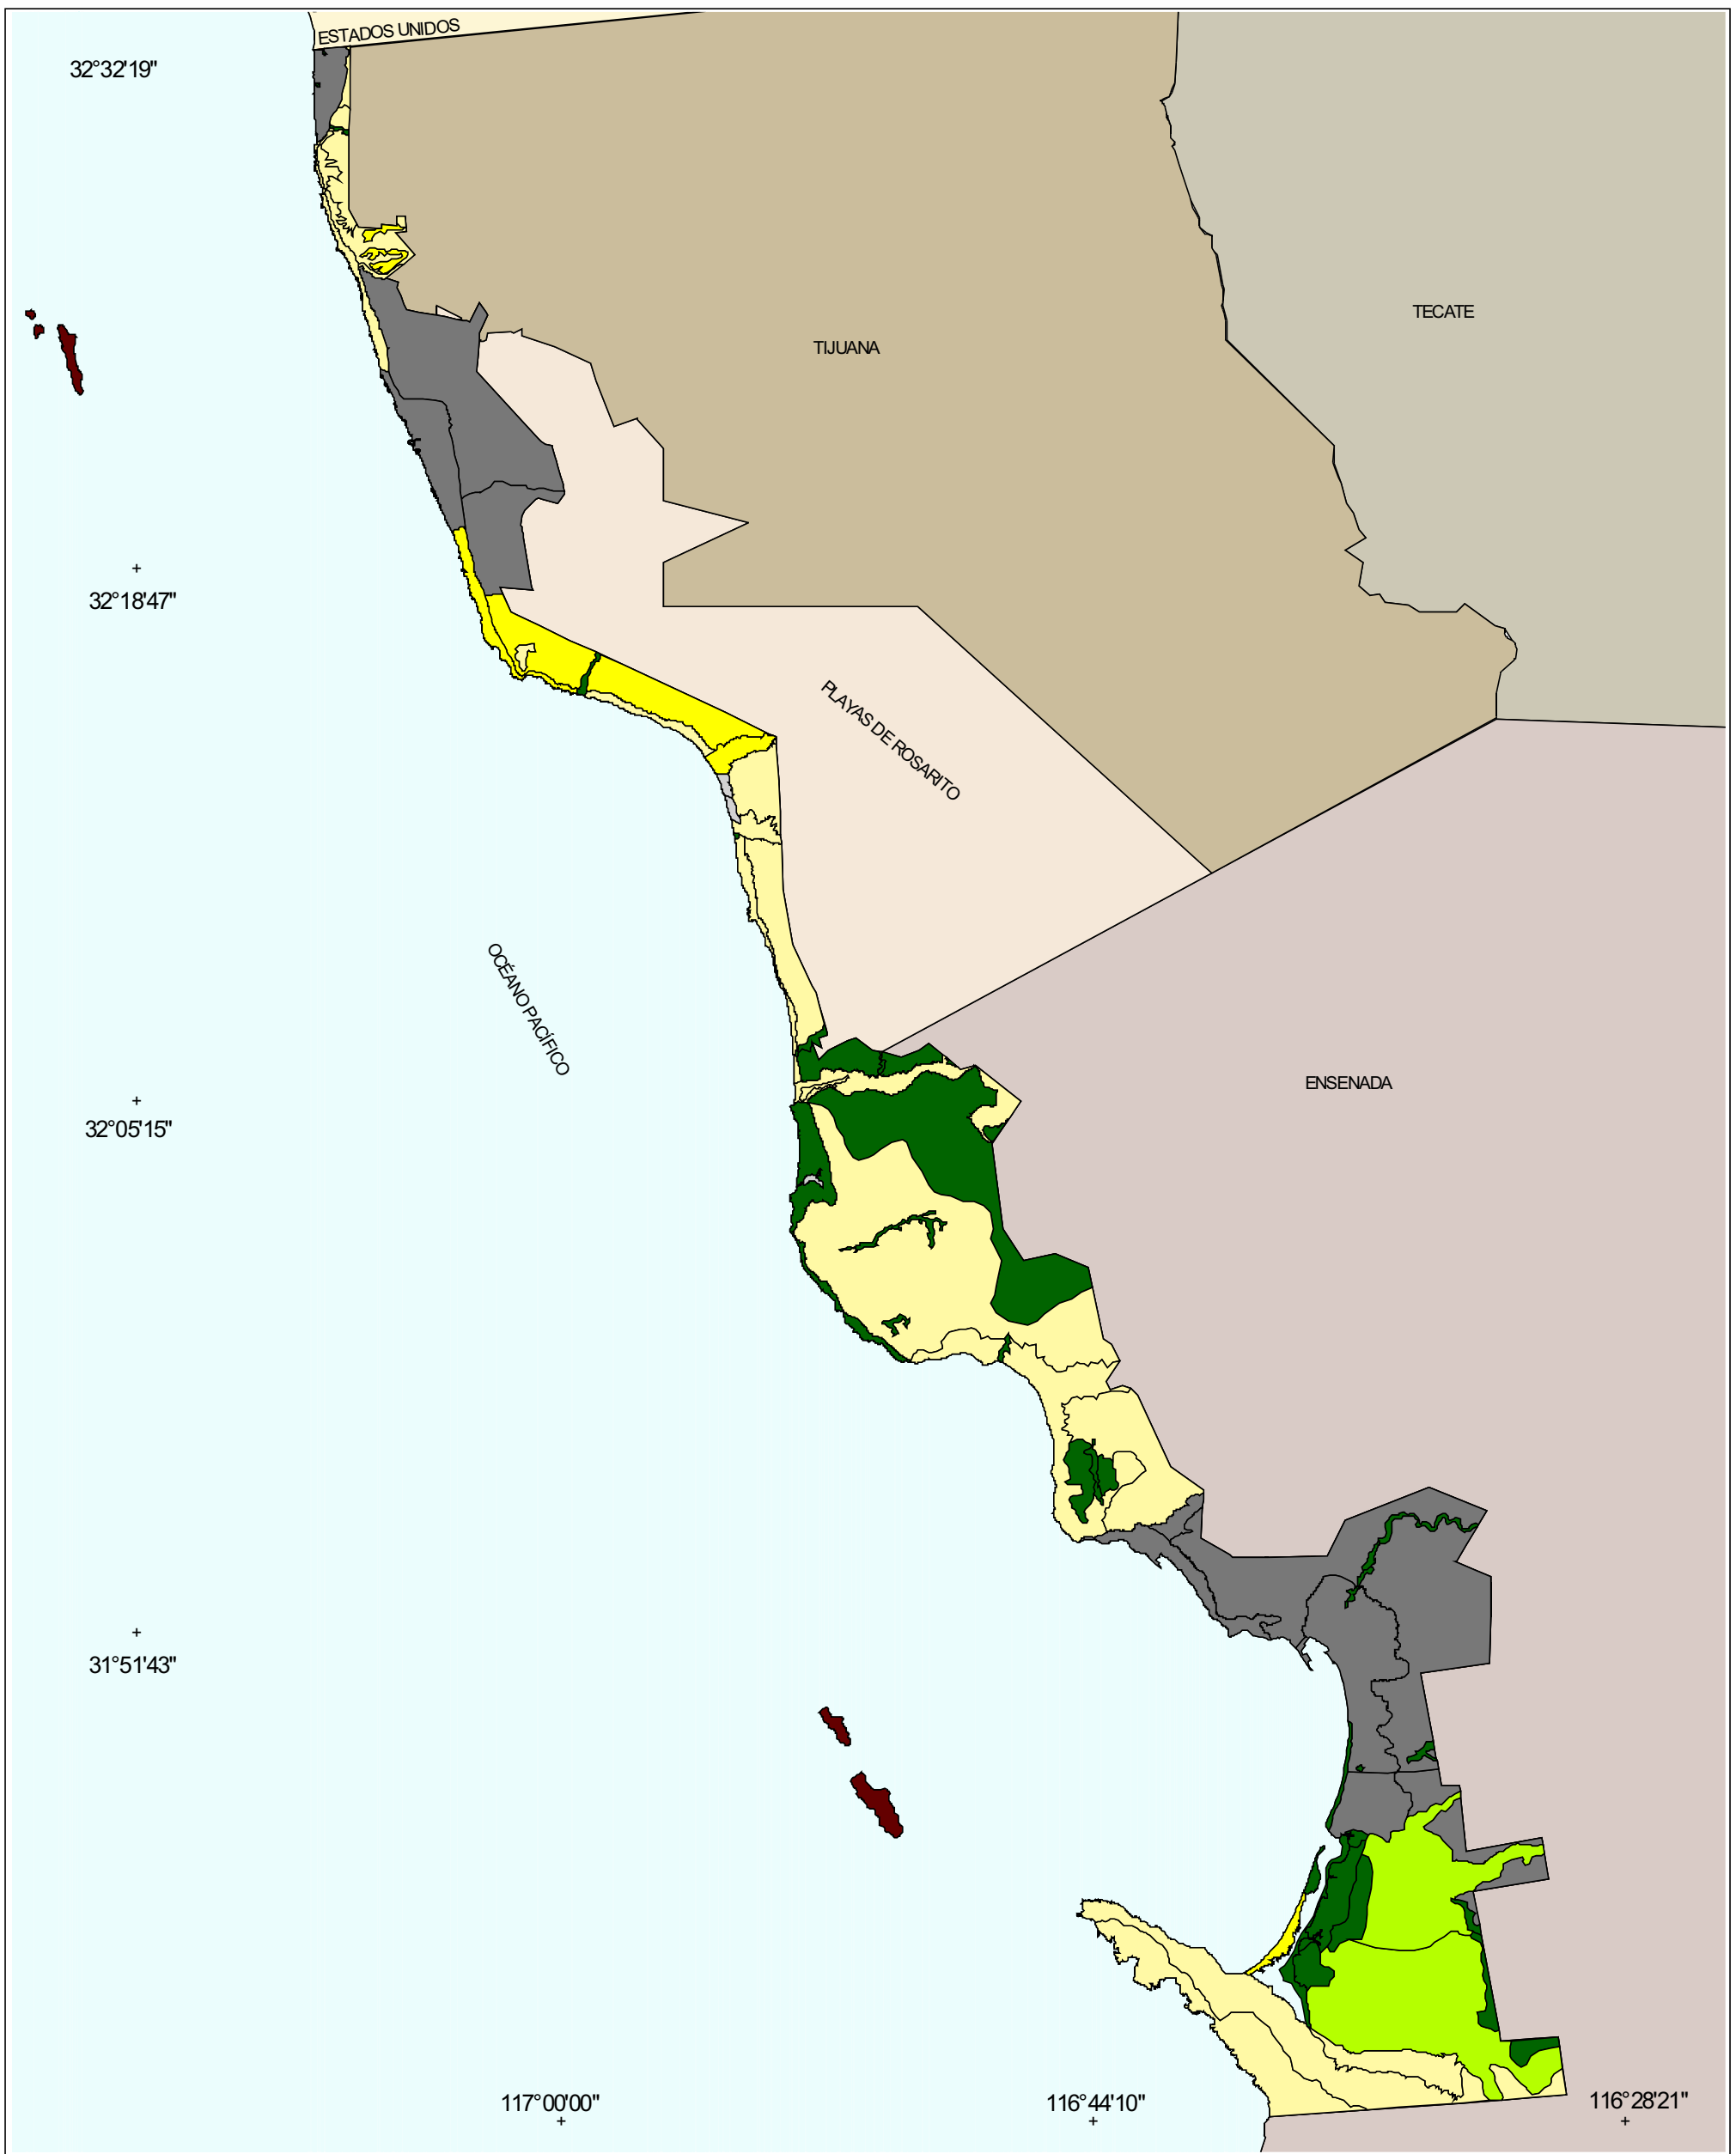 ESTADOS UNIDOS
32°32'19"
TECATE
TIJUANA
32°18'47"
PLAYAS DE ROSARITO
OCÉANO PACÍFICO
ENSENADA
32°05'15"
31°51'43"
117°00'00"
116°44'10"
116°28'21"